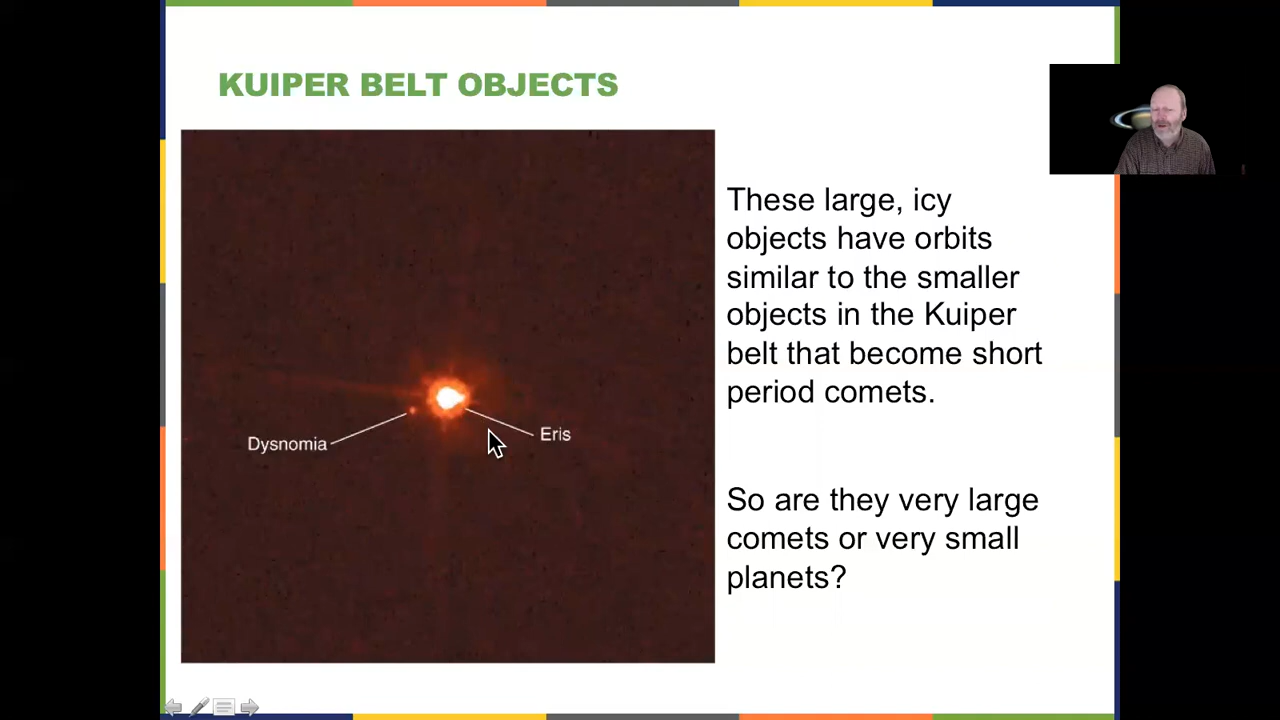 KUIPER BELT OBJECTS
These large, icy
objects have orbits
similar to the smaller
objects in the Kuiper
belt that become short
period comets.
So are they very large
comets or very small
planets?
Dysnomia
Eris